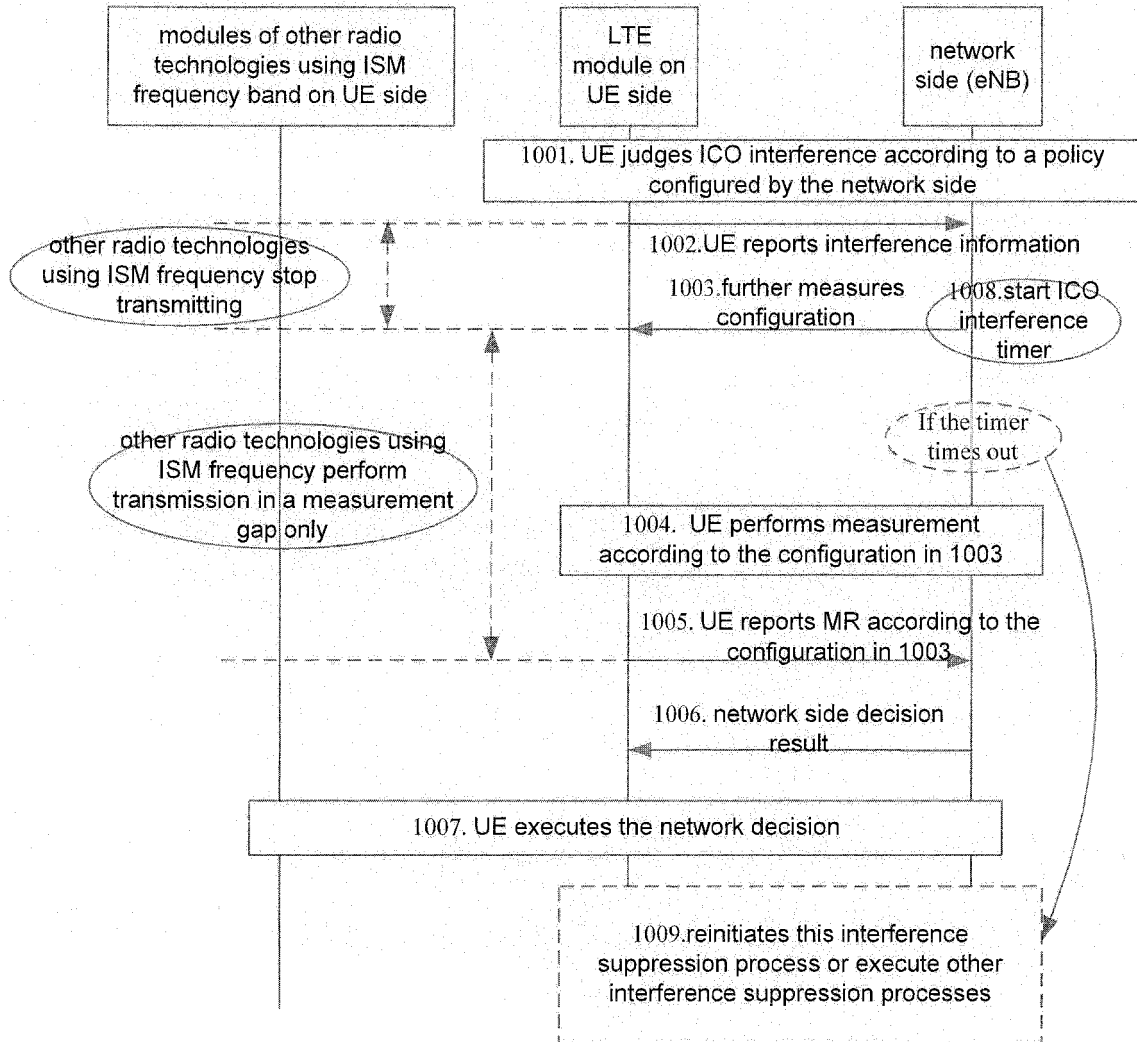 modules of other radio
technologies using ISM
frequency band on UE side
LTE
module on
UE side
network
side (eNB)
1001. UE judges ICO interference according to a policy
configured by the network side
1002.UE reports interference information
other radio technologies
using ISM frequency stop
transmitting
1003.further measures
configuration
1008.start ICO
interference
timer
If the timer
times out
other radio technologies using
ISM frequency perform
transmission in a measurement
gap only
1004. UE performs measurement
according to the configuration in 1003
1005. UE reports MR according to the
configuration in 1003
1006. network side decision
result
1007. UE executes the network decision
1009.reinitiates this interference
suppression process or execute other
interference suppression processes